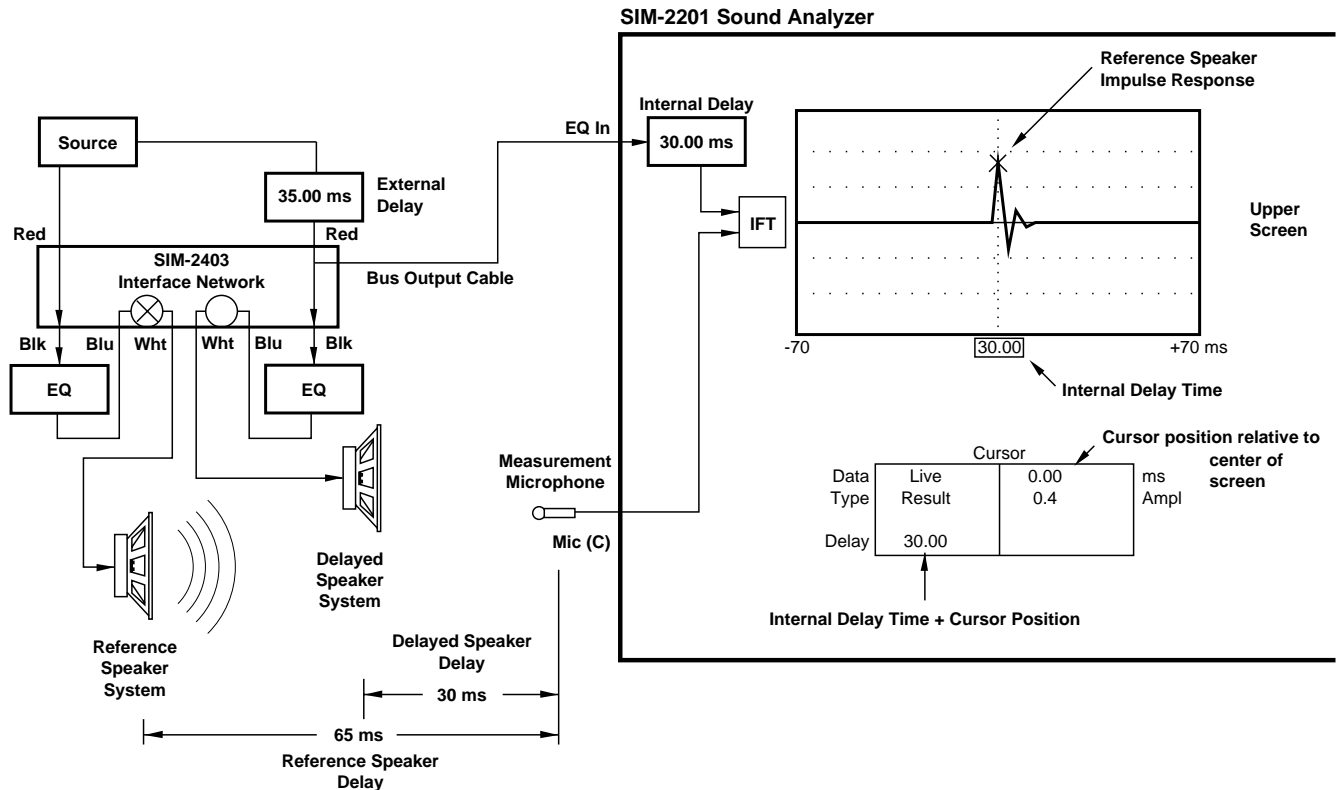 SIM-2201 Sound Analyzer
Reference Speaker
Impulse Response
Internal Delay
30.00 ms
EQ In
Source
35.00 ms
External
Delay
Red
Red
SIM-2403
Interface Network
Bus Output Cable
IFT
Upper
Screen
Blk
Blu
Wht
Wht
Blu
Blk
EQ
EQ
-70
30.00
+70 ms
Internal Delay Time
Cursor position relative to
center of
screen
Cursor
Data
Live
0.00
ms
Type
Result
0.4
Ampl
Delay
30.00
Internal Delay Time + Cursor Position
Measurement
Microphone
Mic (C)
Delayed
Speaker
System
Reference
Speaker
System
Delayed Speaker
Delay
30 ms
65 ms
Reference Speaker
Delay